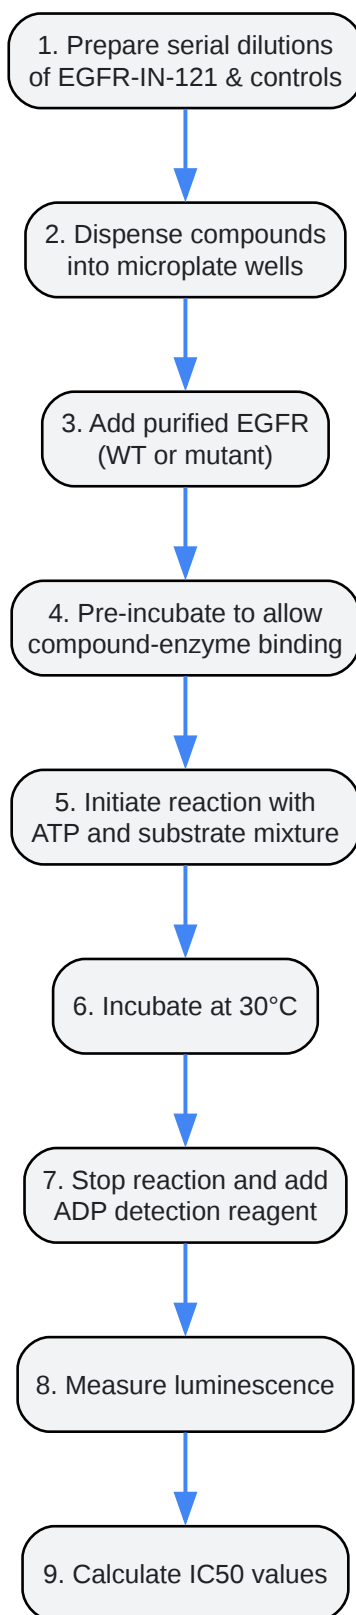 1. Prepare serial dilutions
of EGFR-IN-121 & controls
2. Dispense compounds
into microplate wells
3. Add purified EGFR
(WT or mutant)
4. Pre-incubate to allow
compound-enzyme binding
5. Initiate reaction with
ATP and substrate mixture
6. Incubate at 30°C
7. Stop reaction and add
ADP detection reagent
8. Measure luminescence
9. Calculate IC50 values